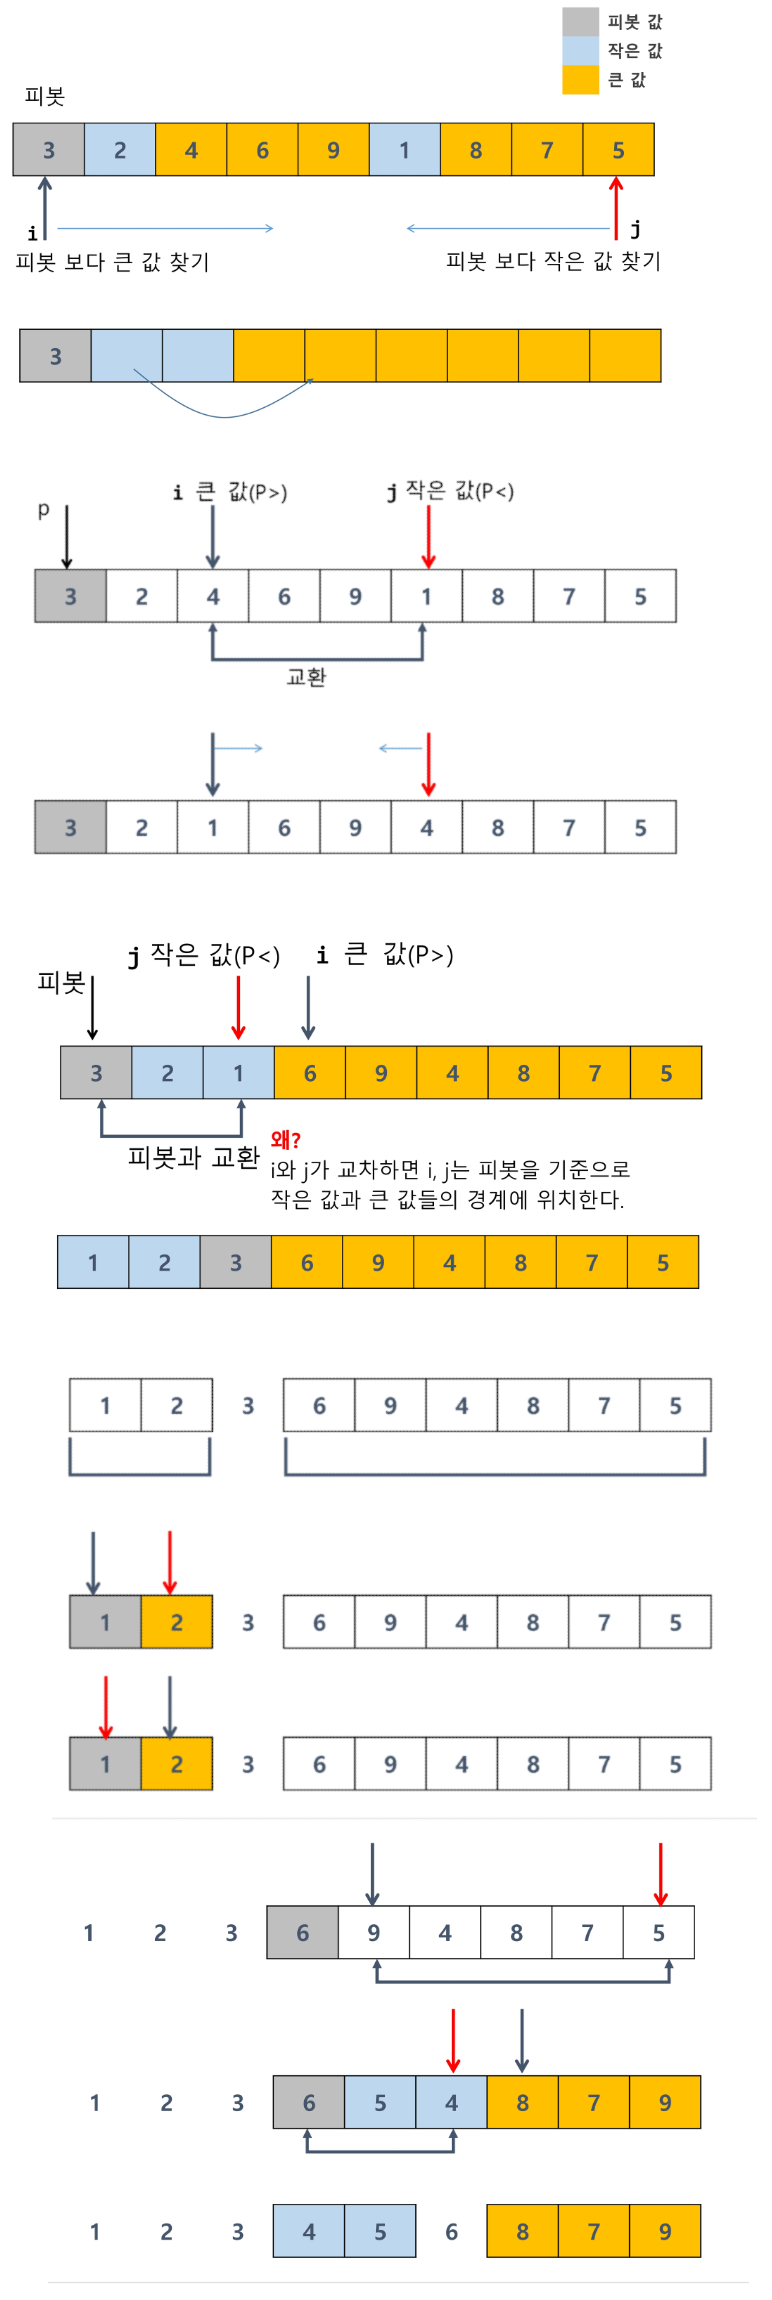 피봇 값
작은 값
큰 값
피봇
3 2 4 6 9 1 8 7 5
i j
피봇 보다 큰 값 찾기 피봇 보다 작은 값 찾기
3
p i 큰 값(P>) j 작은 값(P<)
3 2 4 6 9 1 8 7 5
교환
3 2 1 6 9 4 8 7 5
j 작은 값(P<) i 큰 값(P>)
피봇
3 2 1 6 9 4 8 7 5
피봇과 교환
왜?
i와 j가 교차하면 i, j는 피봇을 기준으로
작은 값과 큰 값들의 경계에 위치한다.
1 2 3 6 9 4 8 7 5
1 2 3 6 9 4 8 7 5
1 2 3 6 9 4 8 7 5
1 2 3 6 9 4 8 7 5
1 2 3 6 9 4 8 7 5
1 2 3 6 5 4 8 7 9
1 2 3 4 5 6 8 7 9